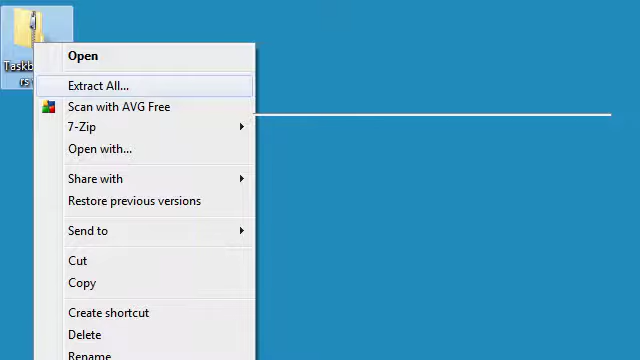 Open
Extract All...
Scan with AVG Free
7-Zip
Open with...
Share with
Restore previous versions
Send to
Cut
Copy
Create shortcut
Delete
Rename